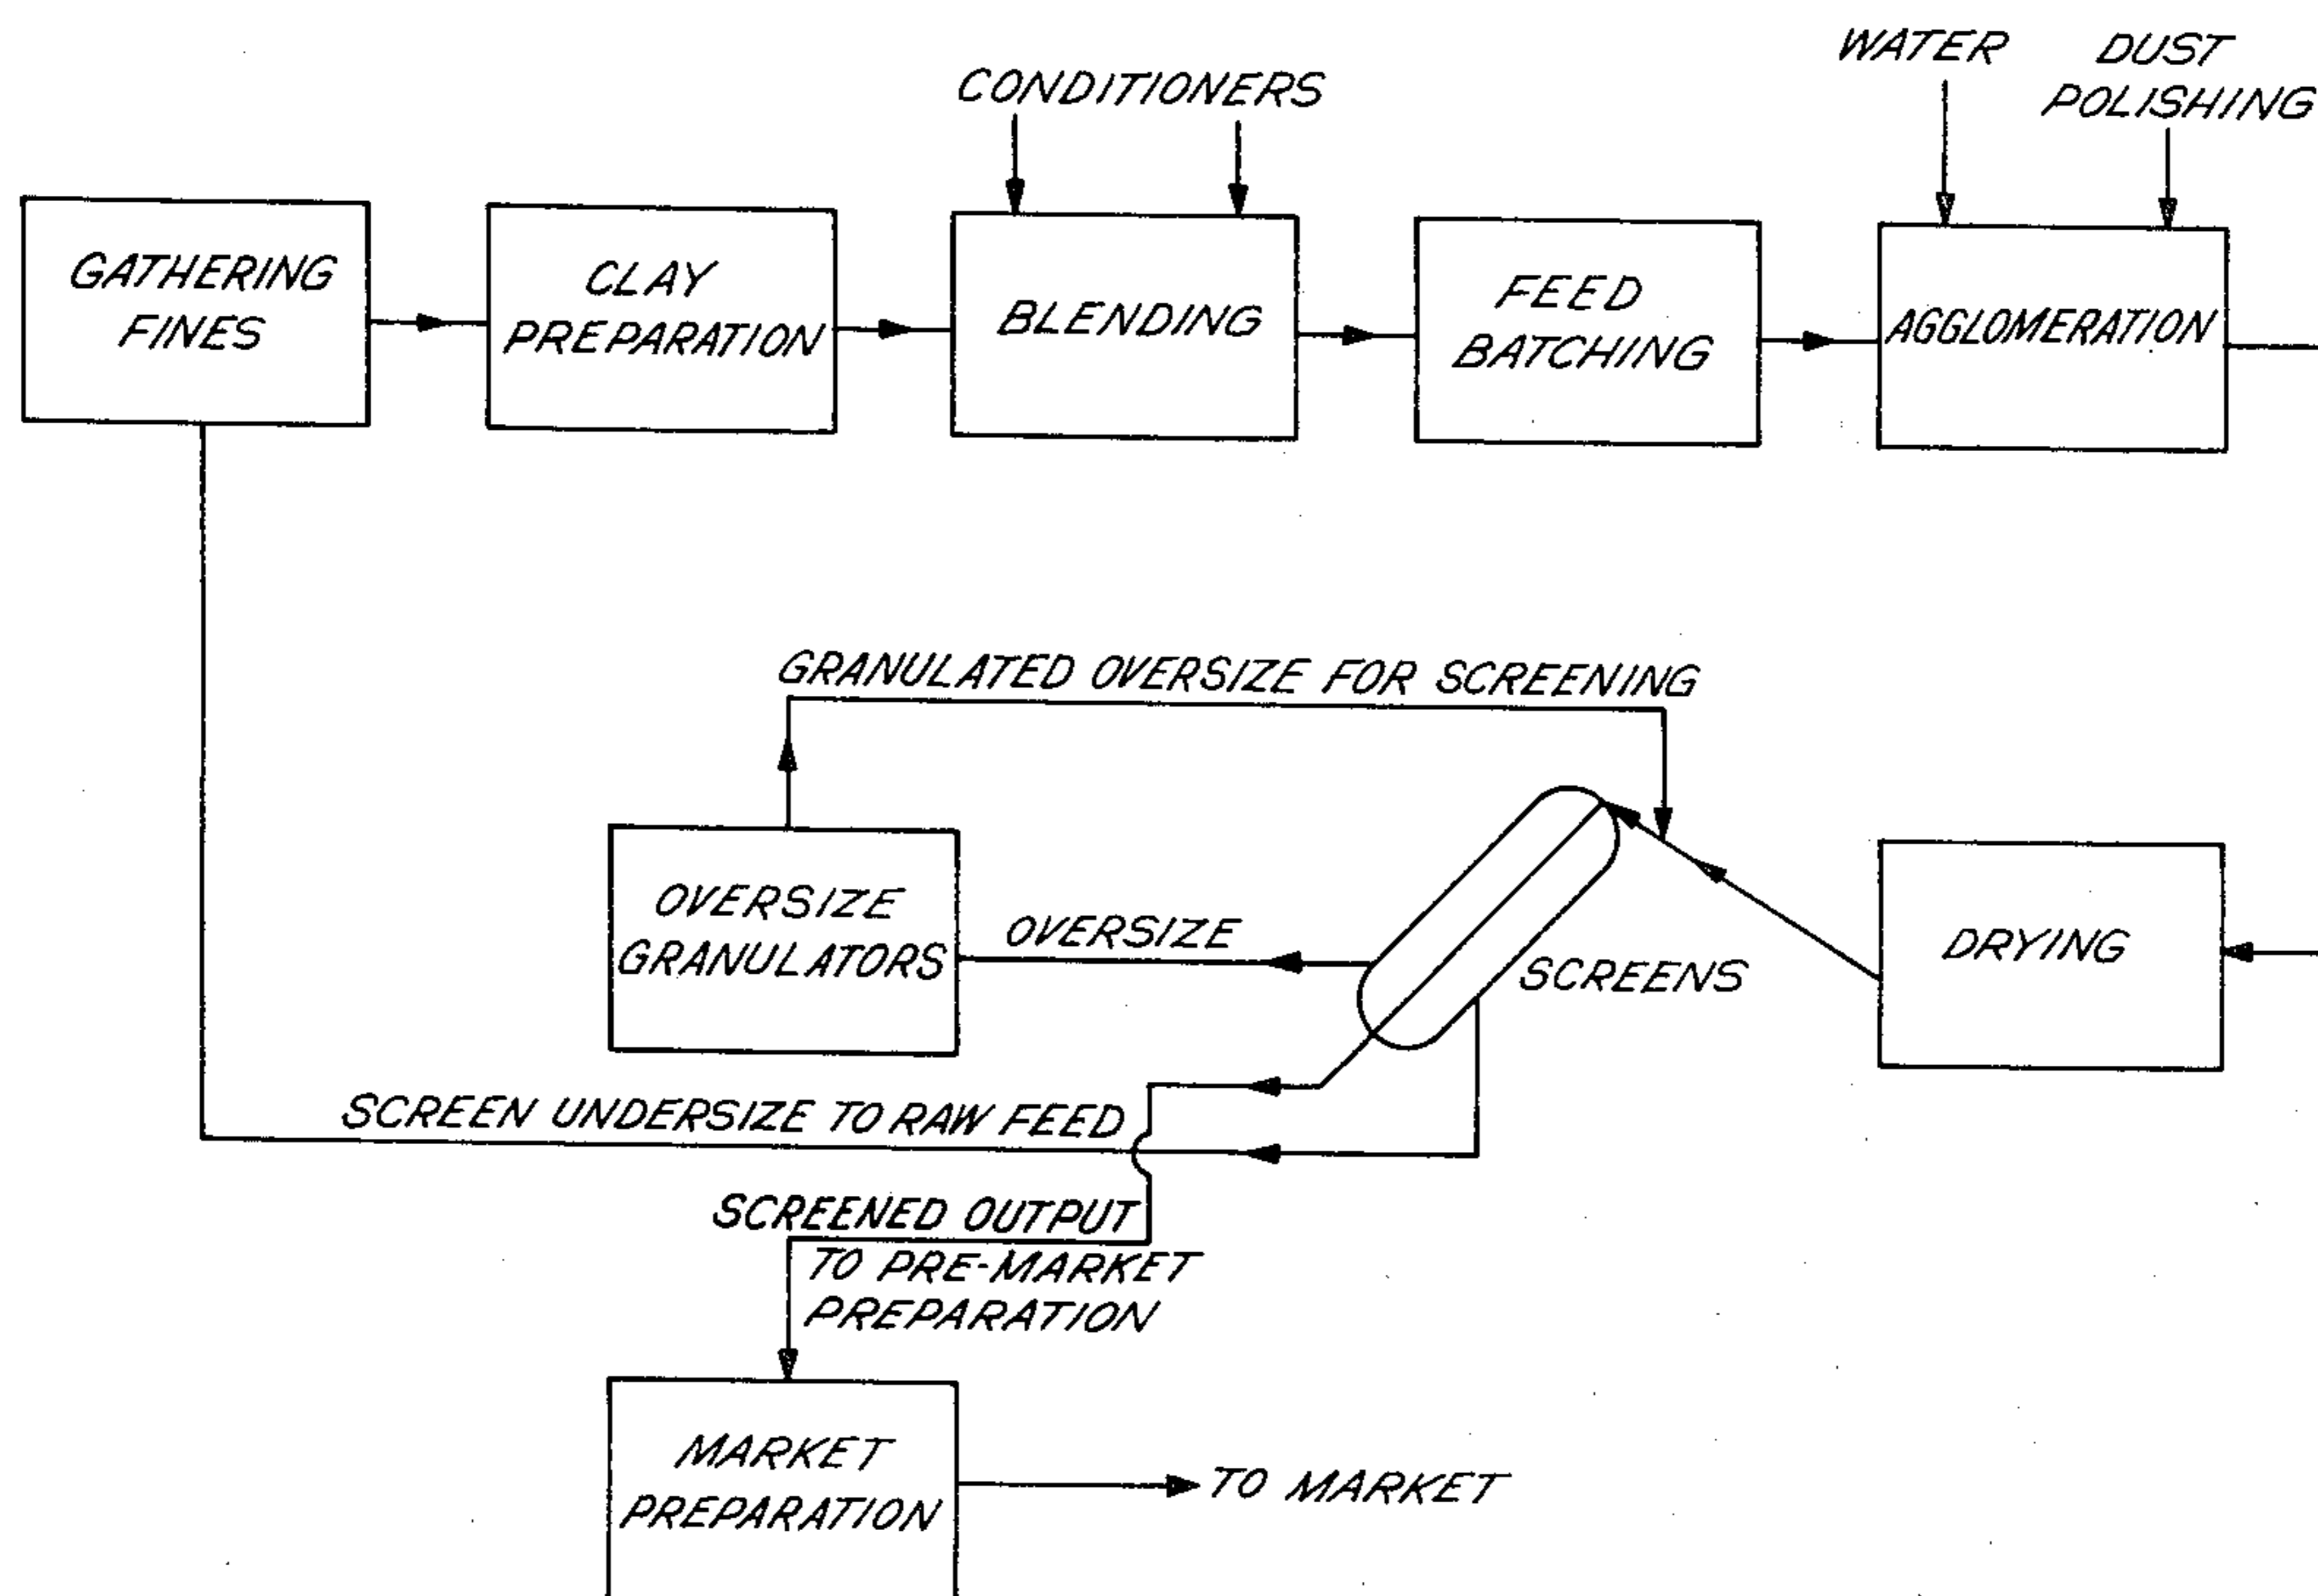 CONDITIONERS
WATER
DUST
POLISHING
GATHERING
FINES
CLAY
PREPARATION
BLENDING
FEED
BATCHING
AGGLOMERATION
GRANULATED OVERSIZE FOR SCREENING
OVERSIZE
GRANULATORS
OVERSIZE
SCREENS
DRYING
SCREEN UNDERSIZE TO RAW FEED
SCREENED OUTPUT
TO PRE-MARKET
PREPARATION
MARKET
PREPARATION
TO MARKET